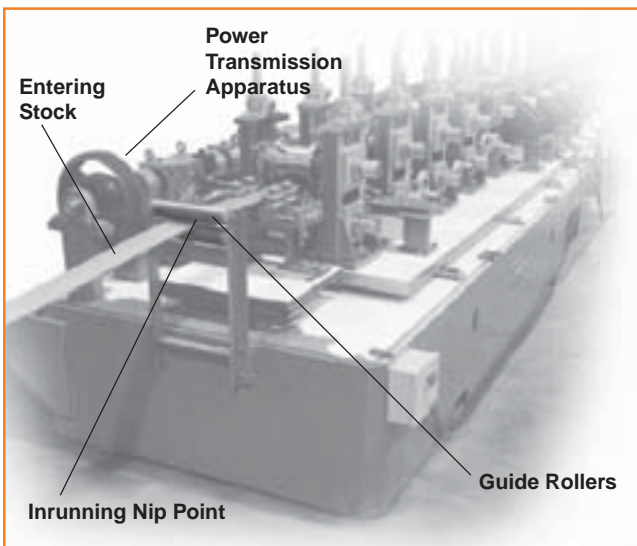 Power
Transmission
Apparatus
Entering
Stock
Guide Rollers
Inrunning Nip Point